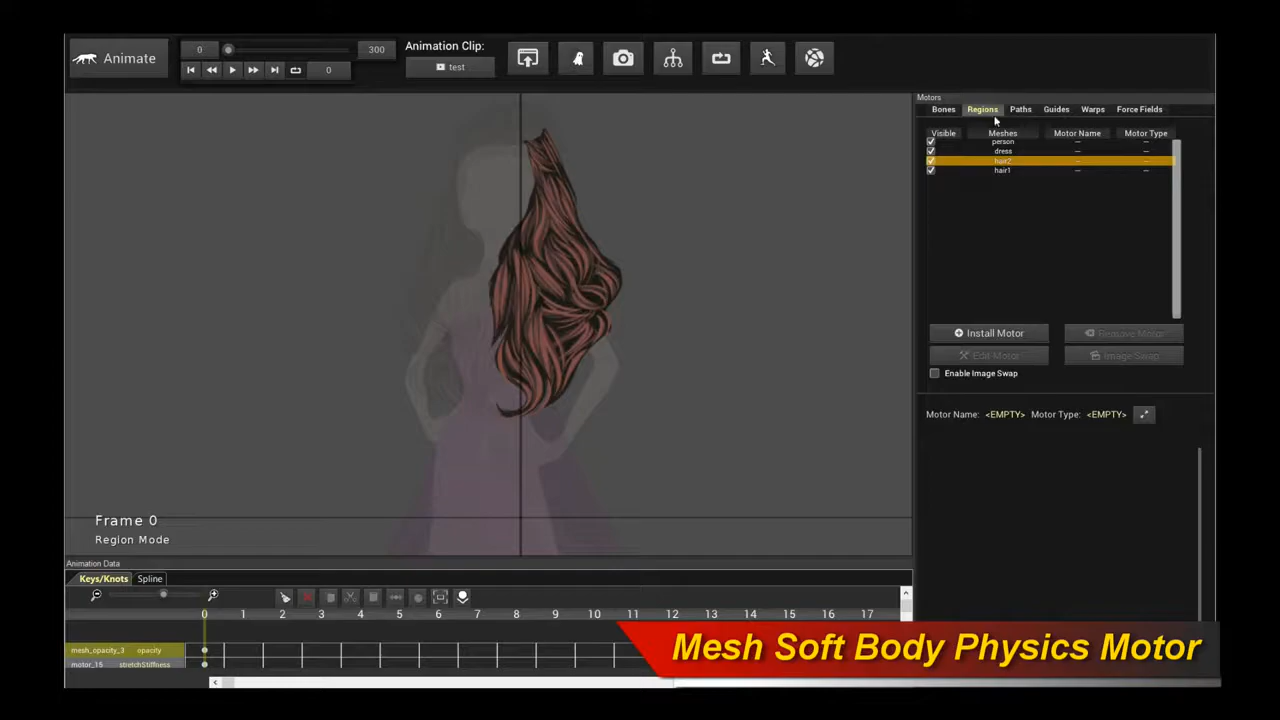 Animate
0
300
0
Animation Clip:
test
Motors
Bones Regions Paths Guides Warps Force Fields
Visible Meshes Motor Name Motor Type
person -- --
dress -- --
hair2 -- --
hair1 -- --
Install Motor
Remove Motor
Edit Motor
Image Swap
Enable Image Swap
Motor Name: <EMPTY> Motor Type: <EMPTY>
Frame 0
Region Mode
Animation Data
Keys/Knots Spline
0 1 2 3 4 5 6 7 8 9 10 11 12 13 14 15 16 17
mesh_opacity_3 opacity
motor_15 stretchStiffness
Mesh Soft Body Physics Motor